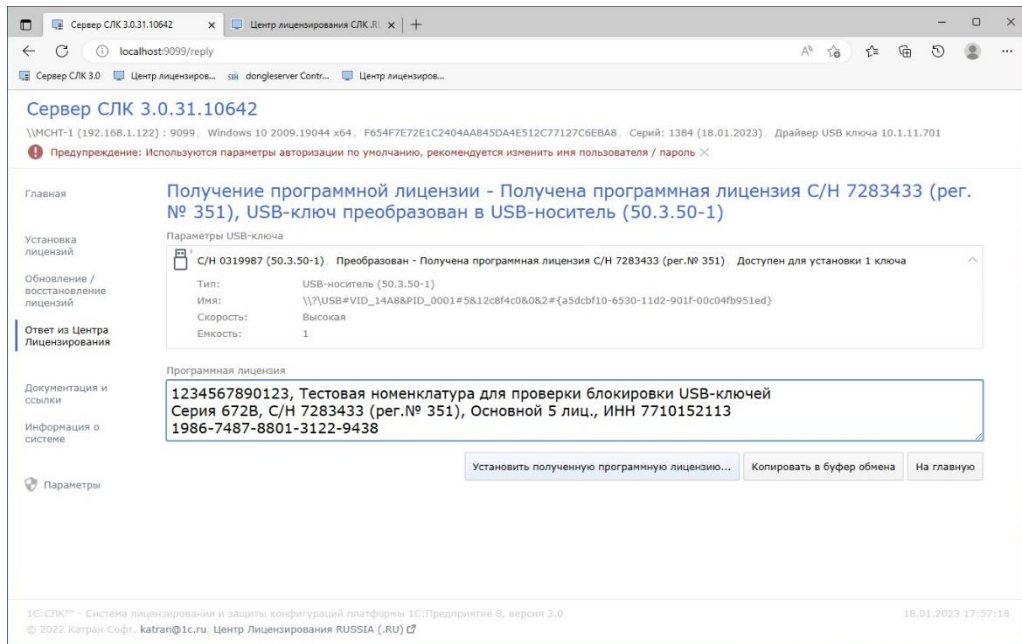 Сервер СЛК 3.0.31.10642
Центр лицензирования СЛК .RU
localhost:9099/reply
Сервер СЛК 3.0
Центр лицензиров...
dongleserver Contr...
Центр лицензиров...
Сервер СЛК 3.0.31.10642
\\МСНТ-1 (192.168.1.122) : 9099, Windows 10 2009.19044 x64, F654F7E72E1C2404AA845DA4E512C77127C6EBA8, Серий: 1384 (18.01.2023), Драйвер USB ключа 10.1.11.701
Предупреждение: Используются параметры авторизации по умолчанию, рекомендуется изменить имя пользователя / пароль
Главная
Установка
лицензий
Обновление /
восстановление
лицензий
Ответ из Центра
Лицензирования
Документация и
ссылки
Информация о
системе
Параметры
Получение программной лицензии - Получена программная лицензия С/Н 7283433 (рег.
№ 351), USB-ключ преобразован в USB-носитель (50.3.50-1)
Параметры USB-ключа
С/Н 0319987 (50.3.50-1), Преобразован - Получена программная лицензия С/Н 7283433 (рег.№ 351), Доступен для установки 1 ключа
Тип: USB-носитель (50.3.50-1)
Имя: \\?\USB#VID_14A8&PID_0001#5&12c8f4c0&0&2#{a5dcbf10-6530-11d2-901f-00c04fb951ed}
Скорость: Высокая
Емкость: 1
Программная лицензия
1234567890123, Тестовая номенклатура для проверки блокировки USB-ключей
Серия 672B, С/Н 7283433 (рег.№ 351), Основной 5 лиц., ИНН 7710152113
1986-7487-8801-3122-9438
Установить полученную программную лицензию...
Копировать в буфер обмена
На главную
1С:СЛК™ - Система лицензирования и защиты конфигураций платформы 1С:Предприятие 8, версия 3.0
18.01.2023 17:57:18
© 2022 Катран Софт, katran@1c.ru, Центр Лицензирования RUSSIA (.RU)